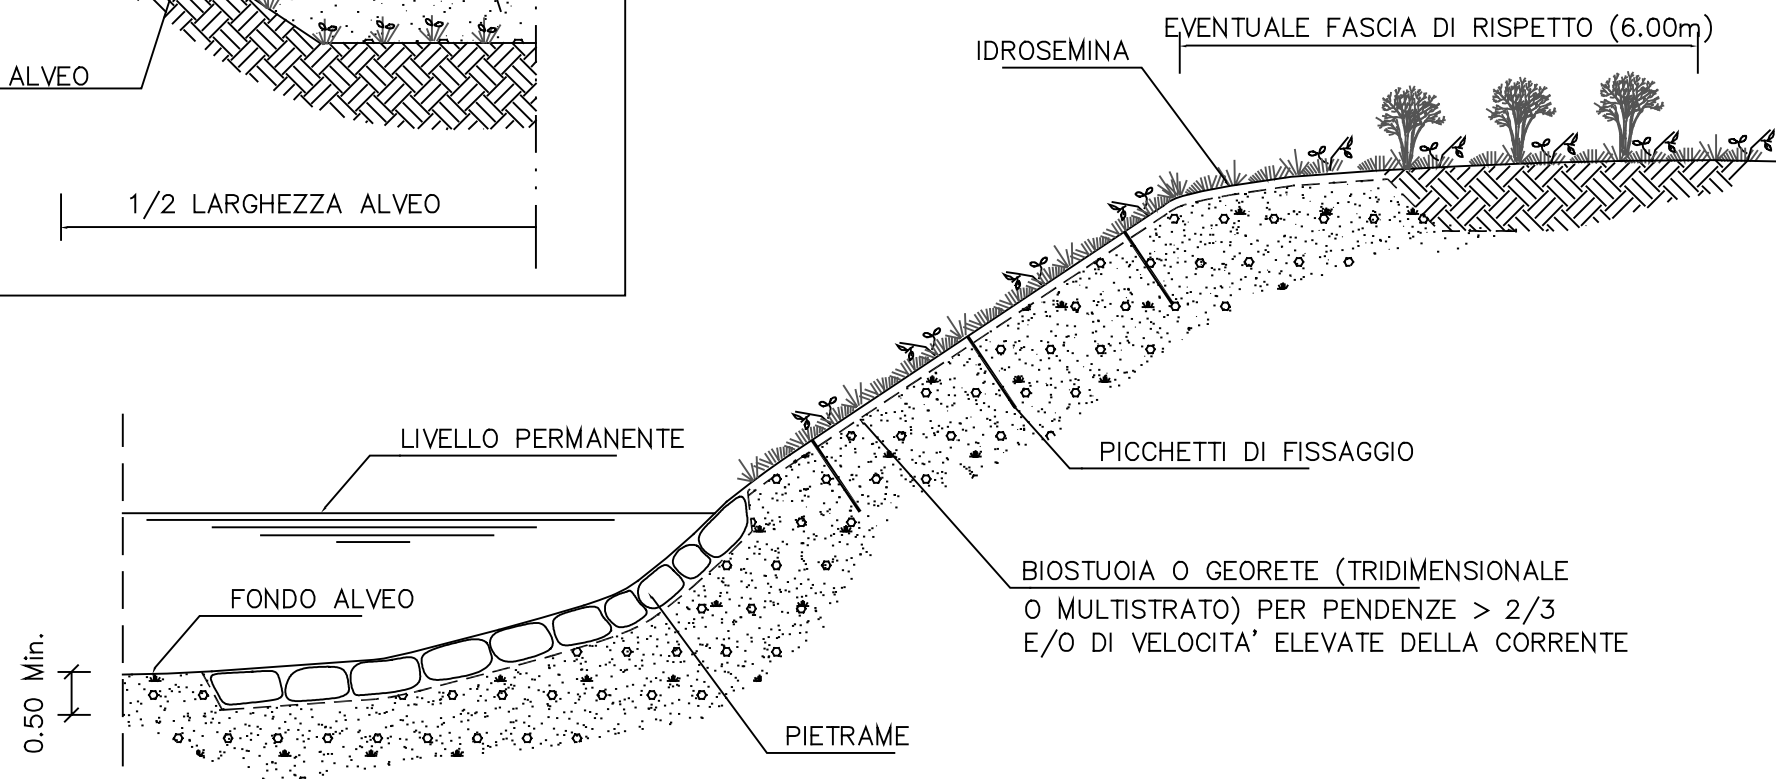 EVENTUALE FASCIA DI RISPETTO (6.00m)
IDROSEMINA
ALVEO
1/2 LARGHEZZA ALVEO
LIVELLO PERMANENTE
PICCHETTI DI FISSAGGIO
BIOSTUOIA O GEORETE (TRIDIMENSIONALE
O MULTISTRATO) PER PENDENZE > 2/3
E/O DI VELOCITA' ELEVATE DELLA CORRENTE
FONDO ALVEO
0.50 Min.
PIETRAME